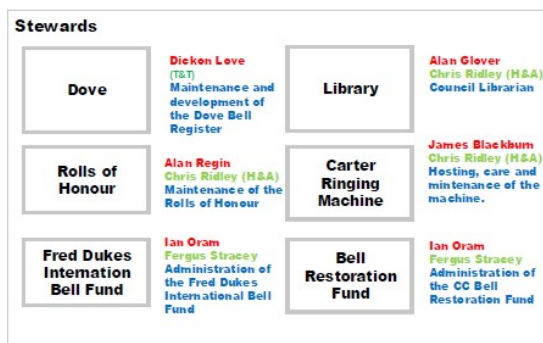 Stewards
Dove
Dickon Love
(T&T)
Maintenance and
development of
the Dove Bell
Register
Library
Alan Glover
Chris Ridley (H&A)
Council Librarian
Rolls of
Honour
Alan Regin
Chris Ridley (H&A)
Maintenance of the
Rolls of Honour
Carter
Ringing
Machine
James Blackburn
Chris Ridley (H&A)
Hosting, care and
mintenance of the
machine.
Fred Dukes
Internation
Bell Fund
Ian Oram
Fergus Stracey
Administration of
the Fred Dukes
International Bell
Fund
Bell
Restoration
Fund
Ian Oram
Fergus Stracey
Administration of
the CC Bell
Restoration Fund